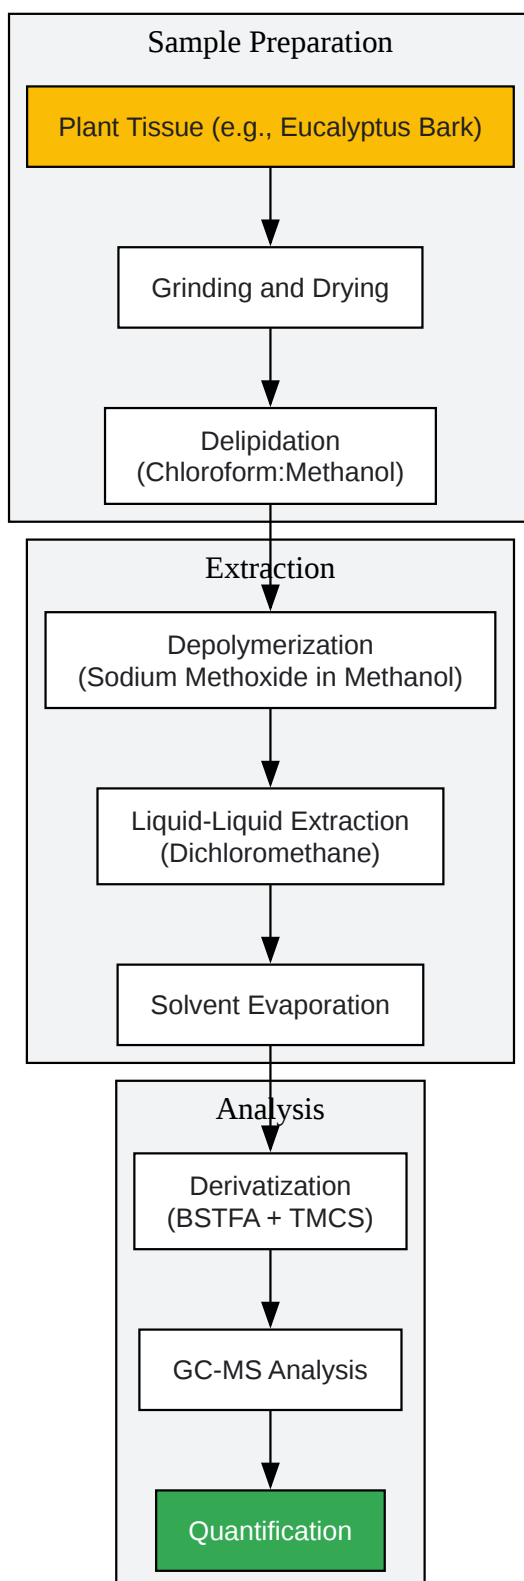 Sample Preparation
Plant Tissue (e.g., Eucalyptus Bark)
Grinding and Drying
Delipidation
(Chloroform:Methanol)
Extraction
Depolymerization
(Sodium Methoxide in Methanol)
Liquid-Liquid Extraction
(Dichloromethane)
Solvent Evaporation
Analysis
Derivatization
(BSTFA + TMCS)
GC-MS Analysis
Quantification